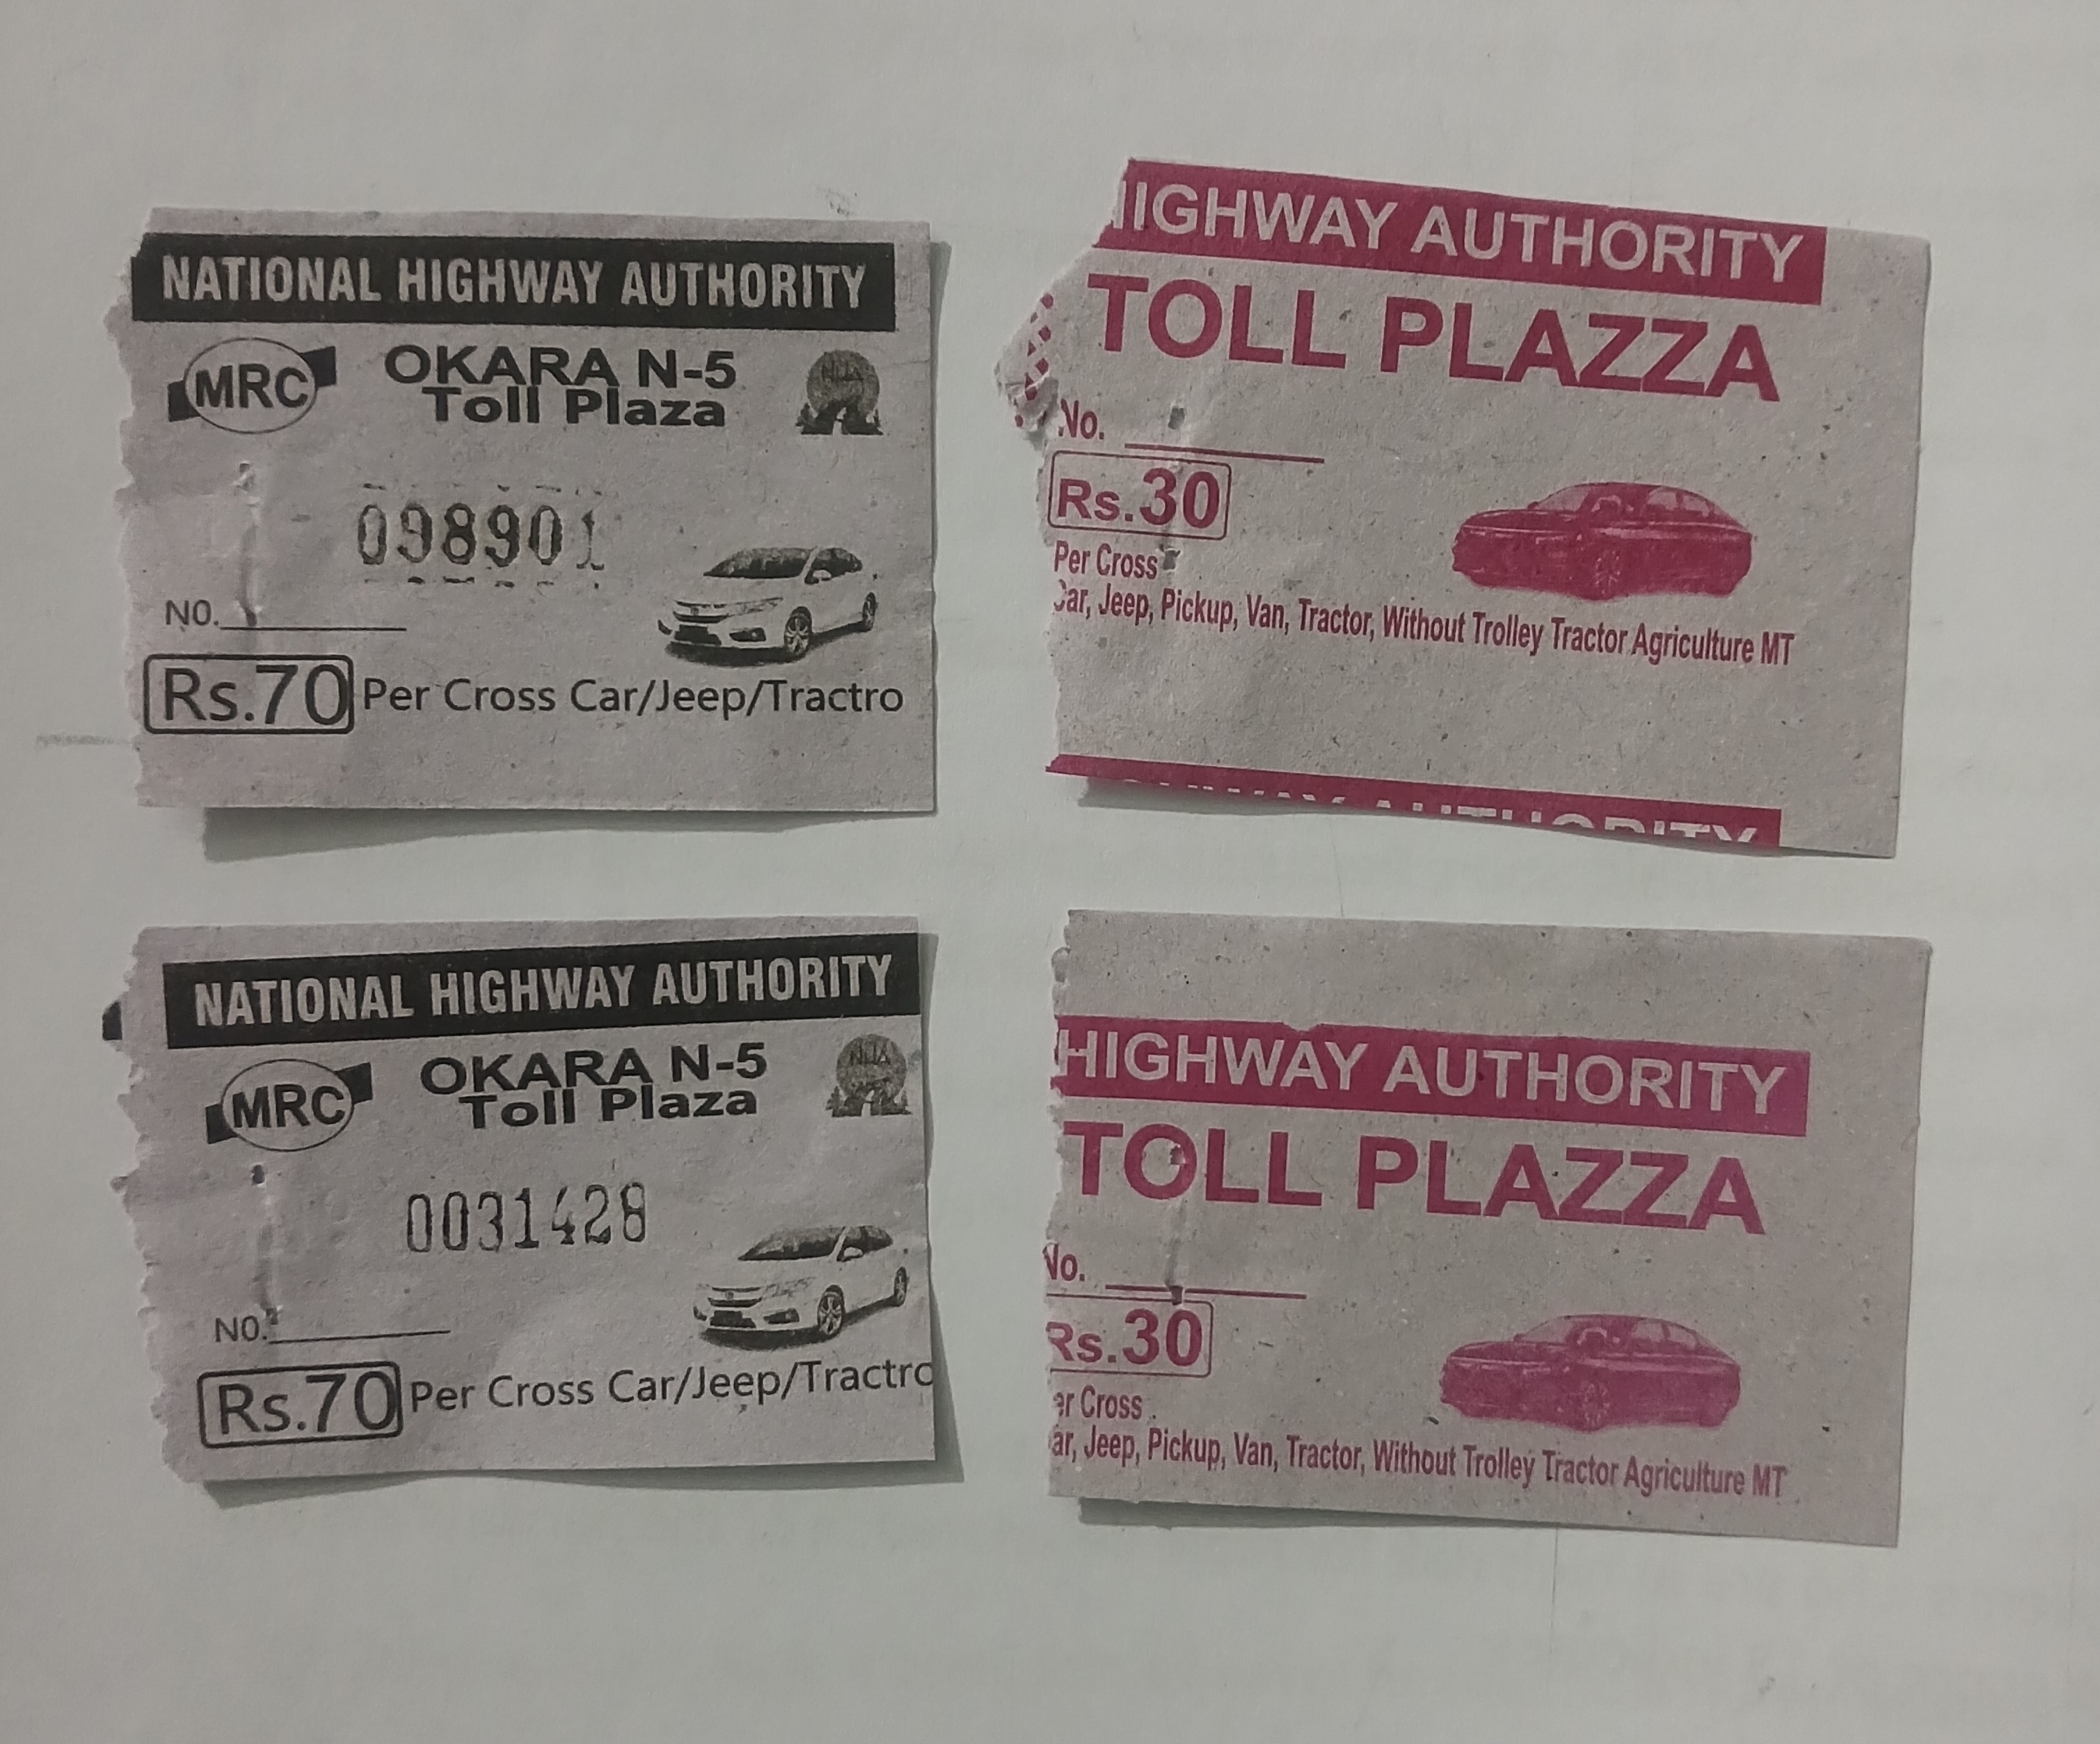 NATIONAL HIGHWAY AUTHORITY
MRC
OKARA N-5
Toll Plaza
NHA
098901
NO.
Rs.70 Per Cross Car/Jeep/Tractro
HIGHWAY AUTHORITY
TOLL PLAZZA
No.
Rs.30
Per Cross
Car, Jeep, Pickup, Van, Tractor, Without Trolley Tractor Agriculture MT
HIGHWAY AUTHORITY
NATIONAL HIGHWAY AUTHORITY
MRC
OKARA N-5
Toll Plaza
NHA
0031428
NO.
Rs.70 Per Cross Car/Jeep/Tractro
HIGHWAY AUTHORITY
TOLL PLAZZA
No.
Rs.30
er Cross
ar, Jeep, Pickup, Van, Tractor, Without Trolley Tractor Agriculture MT